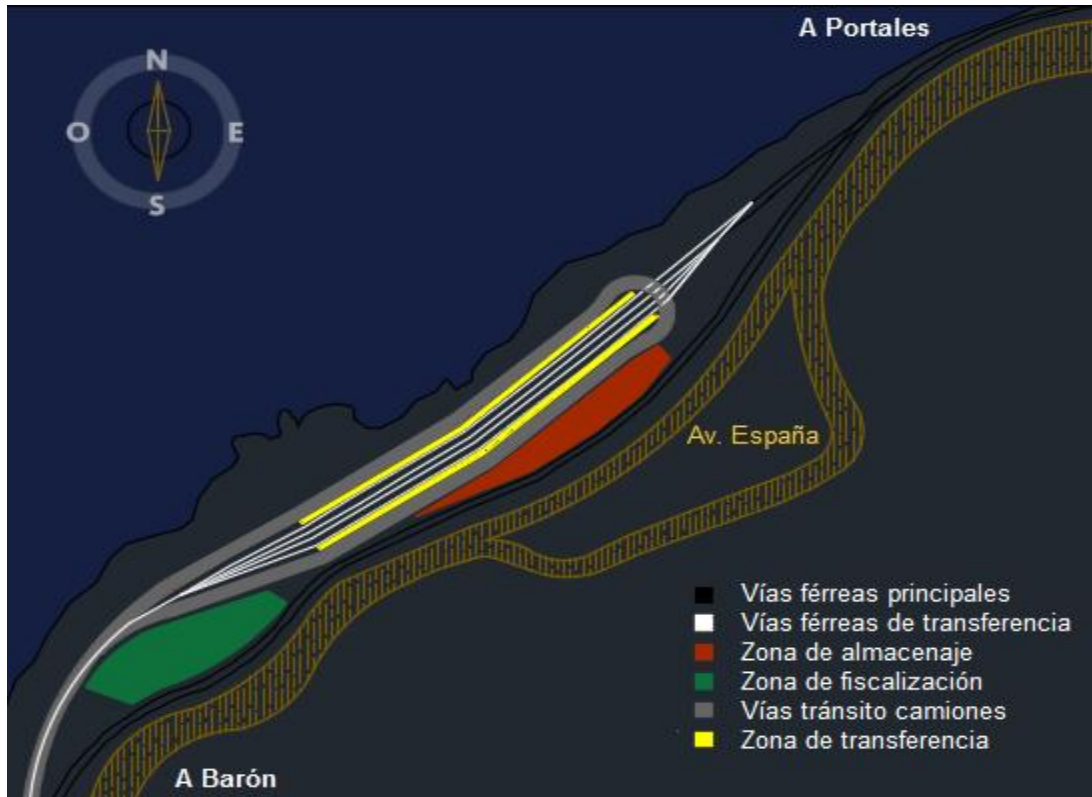 A Portales
N
O
E
S
Av. España
Vías férreas principales
Vías férreas de transferencia
Zona de almacenaje
Zona de fiscalización
Vías tránsito camiones
Zona de transferencia
A Barón